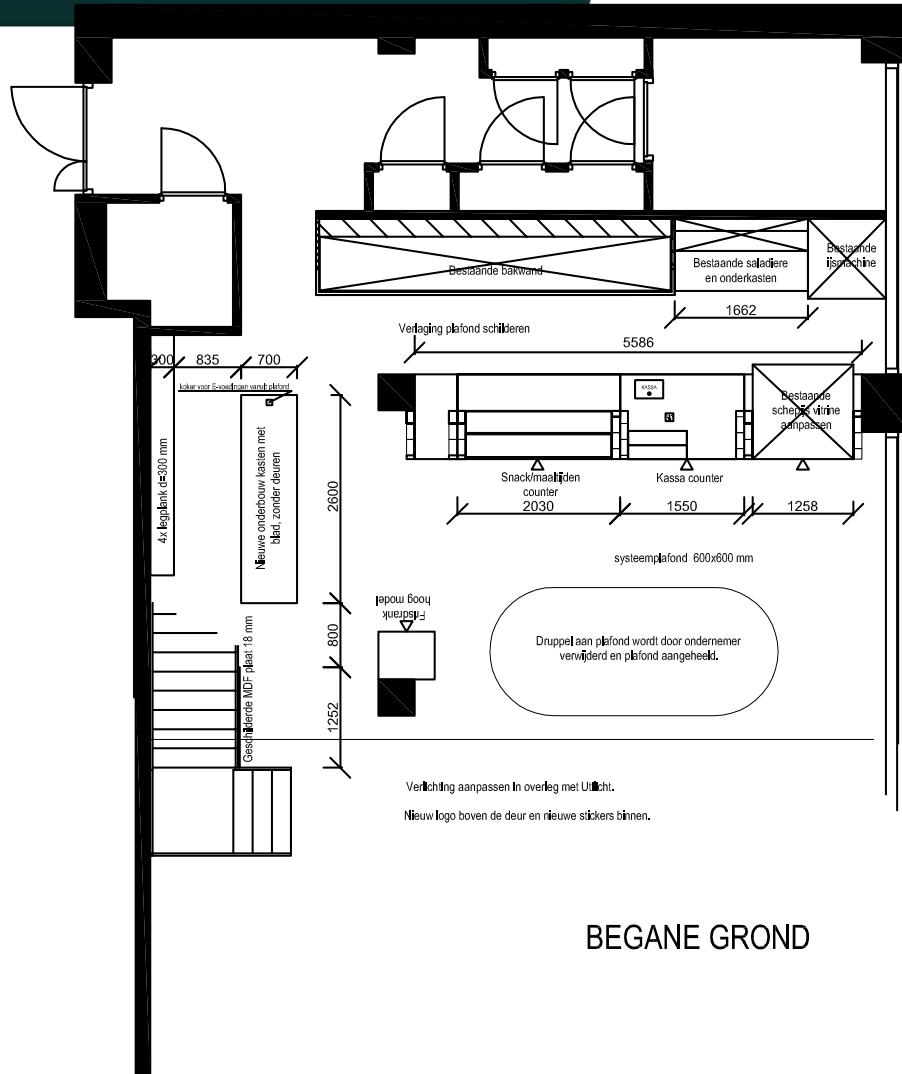 Bestaande bakwand
Bestaande saladiere
en onderkasten
Bestaande
ijsmachine
1662
Verlaging plafond schilderen
5586
300
835
700
koker voor E-voedingen vanuit plafond
KASSA
Bestaande
schepijs vitrine
aanpassen
4x legplank d=300 mm
Nieuwe onderbouw kasten met
blad, zonder deuren
2600
Snack/maaltijden
counter
Kassa counter
2030
1550
1258
systeemplafond 600x600 mm
Frisdrank
hoog model
800
Druppel aan plafond wordt door ondernemer
verwijderd en plafond aangeheeld.
Geschilderde MDF plaat 18 mm
1252
Verlichting aanpassen in overleg met Utilicht.
Nieuw logo boven de deur en nieuwe stickers binnen.
BEGANE GROND